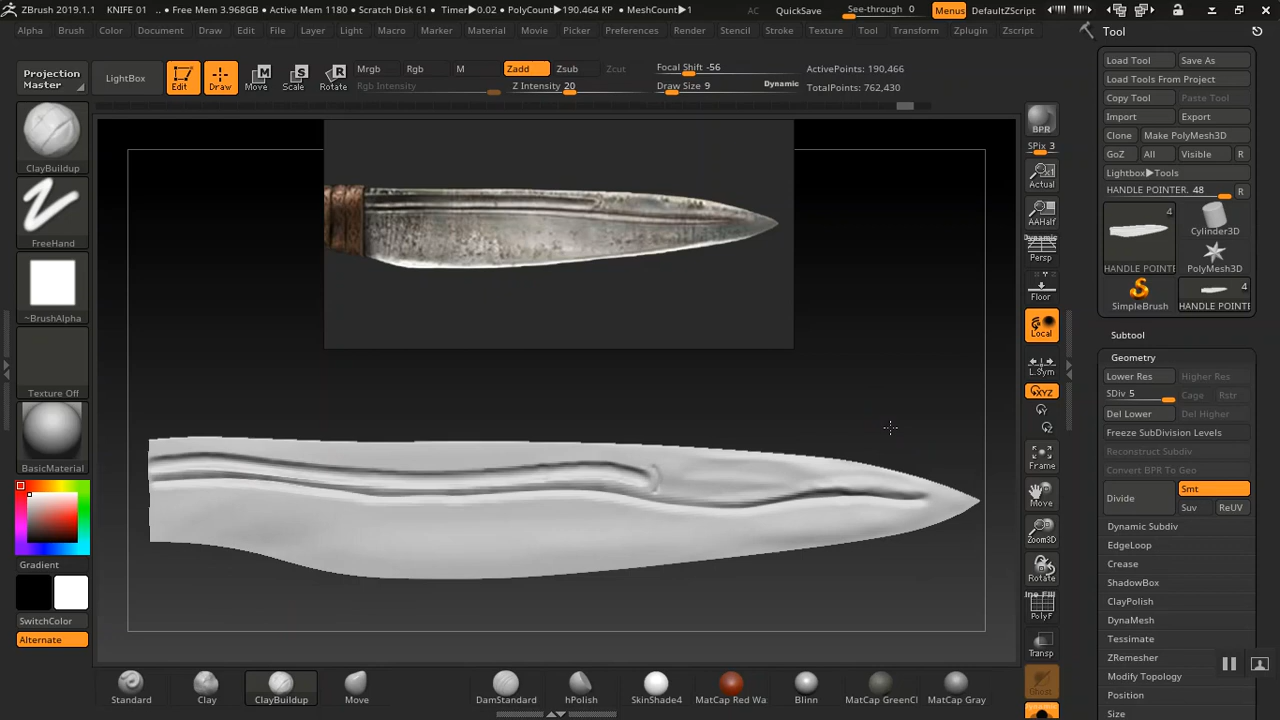 ZBrush 2019.1.1 KNIFE 01 • Free Mem 3.968GB • Active Mem 1180 • Scratch Disk 61 • Timer▶0.02 • PolyCount▶190.464 KP • MeshCount▶1 AC QuickSave See-through 0 Menus DefaultZScript
Alpha Brush Color Document Draw Edit File Layer Light Macro Marker Material Movie Picker Preferences Render Stencil Stroke Texture Tool Transform Zplugin Zscript
Projection Master
LightBox
Edit
Draw
Move
Scale
Rotate
Mrgb Rgb M Zadd Zsub Zcut
Rgb Intensity Z Intensity 20
Focal Shift -56
Draw Size 9 Dynamic
ActivePoints: 190,466
TotalPoints: 762,430
ClayBuildup
FreeHand
~BrushAlpha
Texture Off
BasicMaterial
Gradient
SwitchColor
Alternate
BPR
SPix 3
Actual
AAHalf
Dynamic
Persp
Floor
Local
L.Sym
XYZ
Frame
Move
Zoom3D
Rotate
Line Fill
PolyF
Transp
Ghost
Dynamic
Tool
Load Tool Save As
Load Tools From Project
Copy Tool Paste Tool
Import Export
Clone Make PolyMesh3D
GoZ All Visible R
Lightbox▶Tools
HANDLE POINTER. 48 R
4
HANDLE POINTE
Cylinder3D
PolyMesh3D
SimpleBrush
4
HANDLE POINTE
Subtool
Geometry
Lower Res Higher Res
SDiv 5 Cage Rstr
Del Lower Del Higher
Freeze SubDivision Levels
Reconstruct Subdiv
Convert BPR To Geo
Divide Smt
Suv ReUV
Dynamic Subdiv
EdgeLoop
Crease
ShadowBox
ClayPolish
DynaMesh
Tessimate
ZRemesher
Modify Topology
Position
Size
Standard Clay ClayBuildup Move DamStandard hPolish SkinShade4 MatCap Red Wa Blinn MatCap GreenCl MatCap Gray